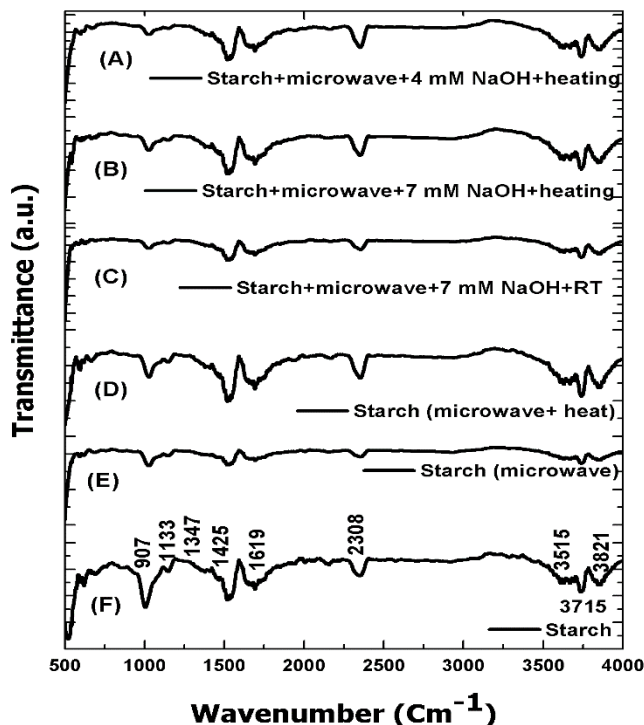 (A)
Starch+microwave+4 mM NaOH+heating
(B)
Starch+microwave+7 mM NaOH+heating
(C)
Starch+microwave+7 mM NaOH+RT
(D)
Starch (microwave+ heat)
(E)
Starch (microwave)
907
1133
1347
1425
1619
2308
3515
3821
3715
(F)
Starch
500 1000 1500 2000 2500 3000 3500 4000
Wavenumber (Cm⁻¹)
Transmittance (a.u.)